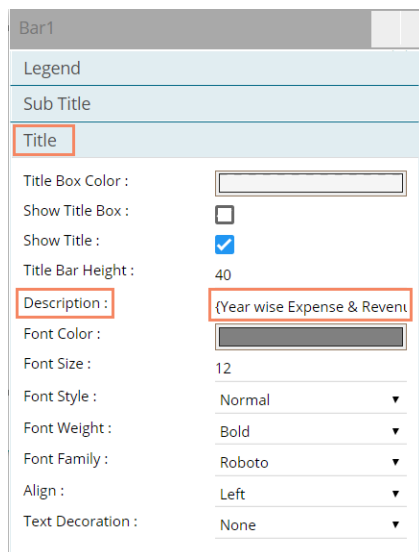 Bar1
Legend
Sub Title
Title
Title Box Color :
Show Title Box :
Show Title :
Title Bar Height : 40
Description : {Year wise Expense & Revenu
Font Color :
Font Size : 12
Font Style : Normal
Font Weight : Bold
Font Family : Roboto
Align : Left
Text Decoration : None